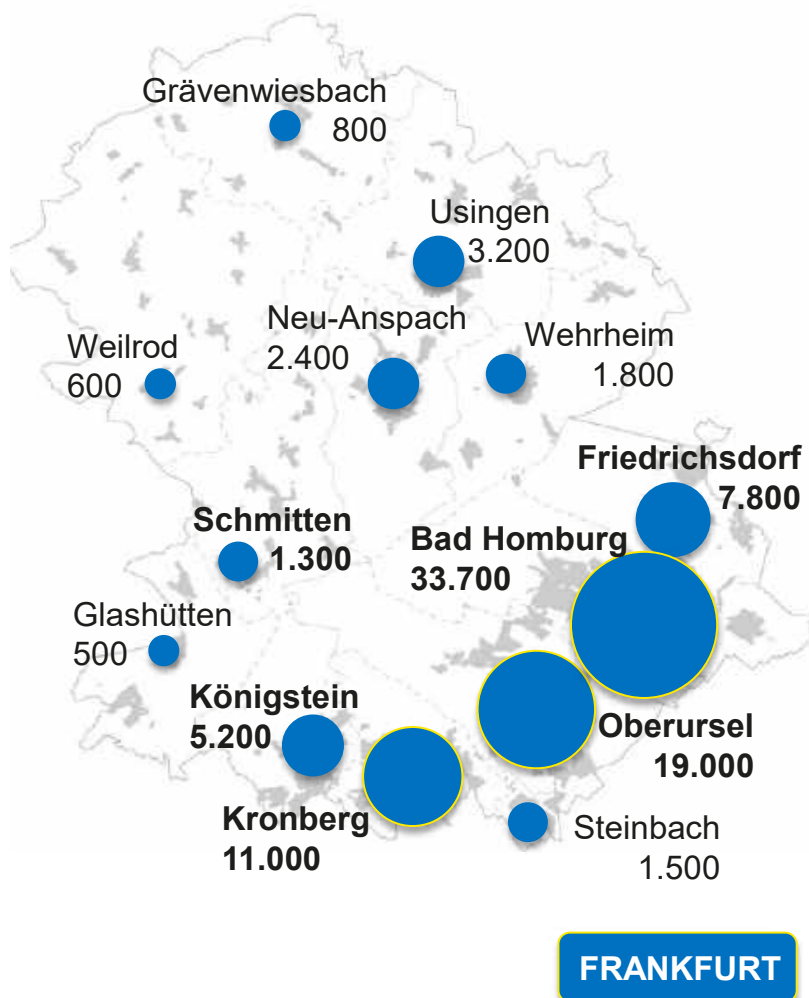 Grävenwiesbach
800
Usingen
3.200
Neu-Anspach
2.400
Wehrheim
1.800
Weilrod
600
Friedrichsdorf
7.800
Schmitten
1.300
Bad Homburg
33.700
Glashütten
500
Königstein
5.200
Oberursel
19.000
Kronberg
11.000
Steinbach
1.500
FRANKFURT